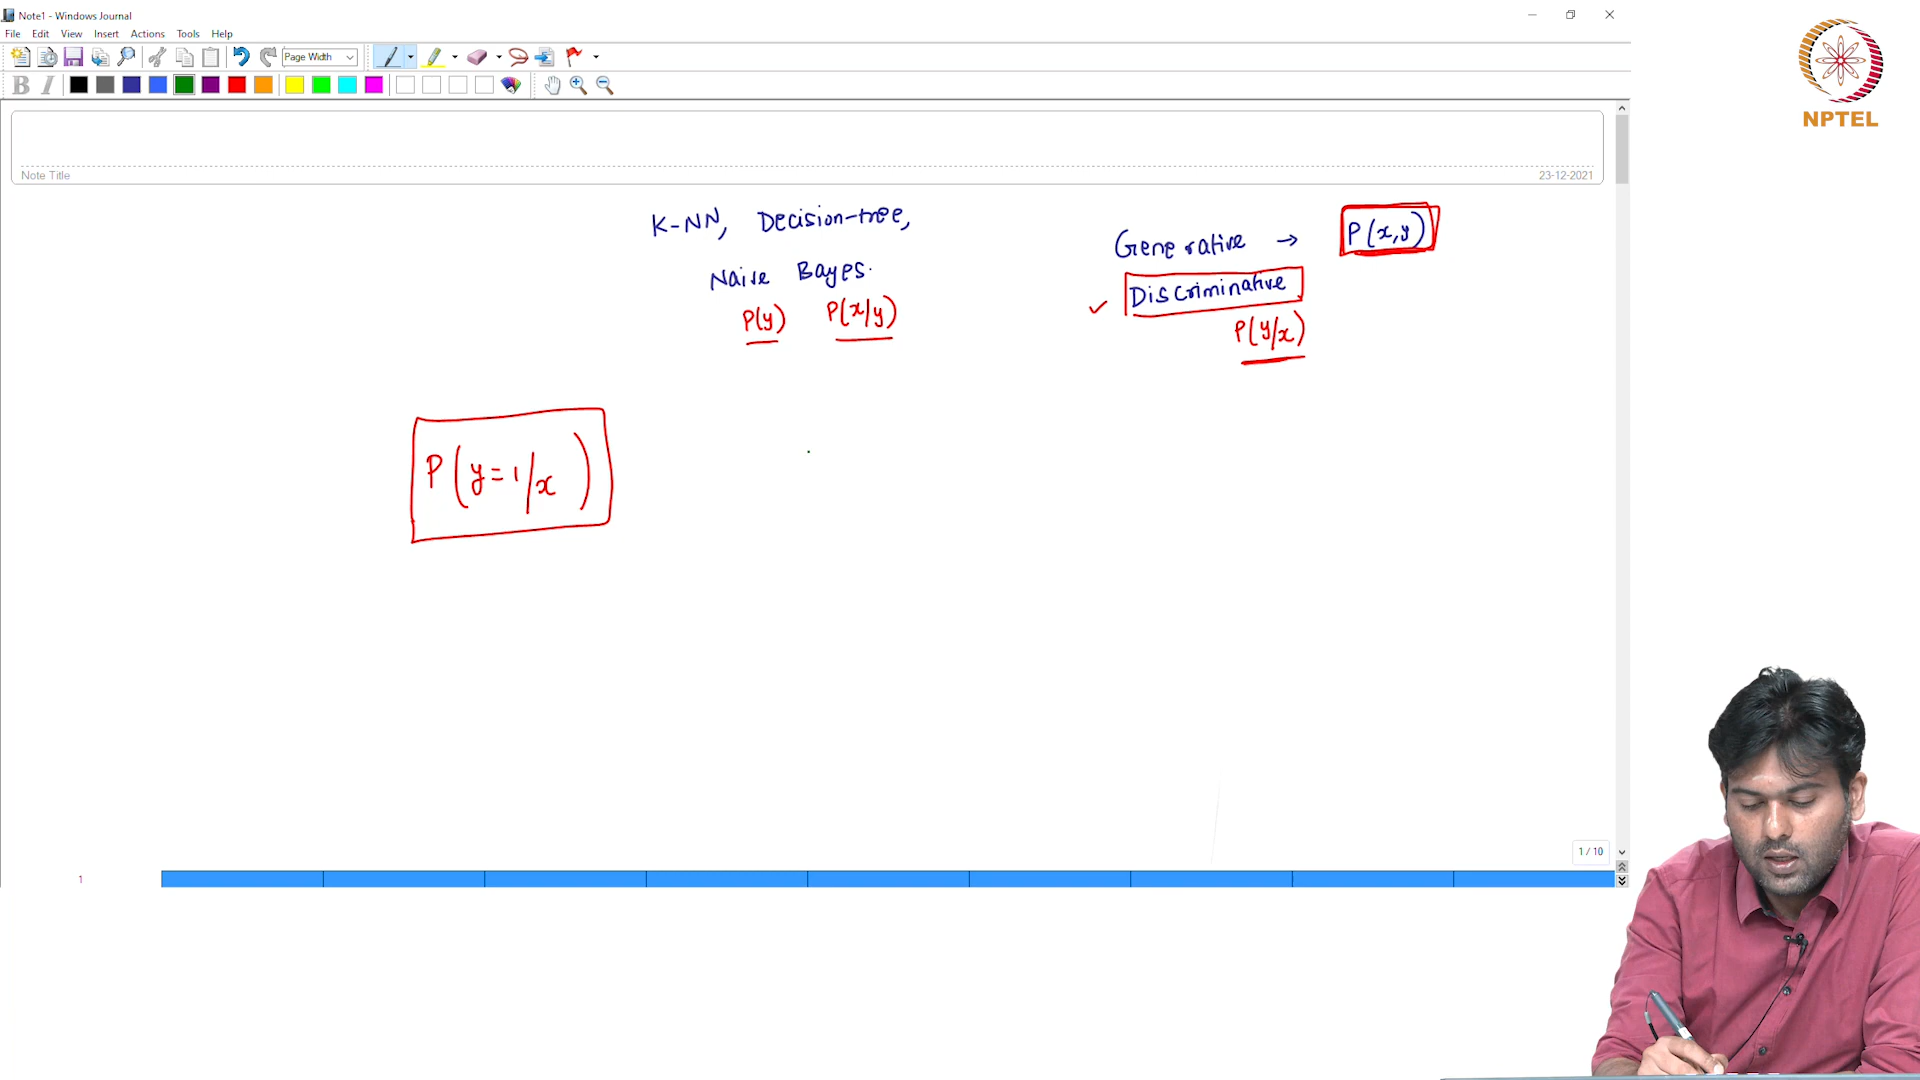 Note1 - Windows Journal
File Edit View Insert Actions Tools Help
Page Width
B I
NPTEL
Note Title
23-12-2021
K-NN, Decision-tree,
Naive Bayes.
P(y) P(x/y)
Generative → P(x,y)
✓ Discriminative
P(y/x)
P(y=1/x)
1 / 10
1